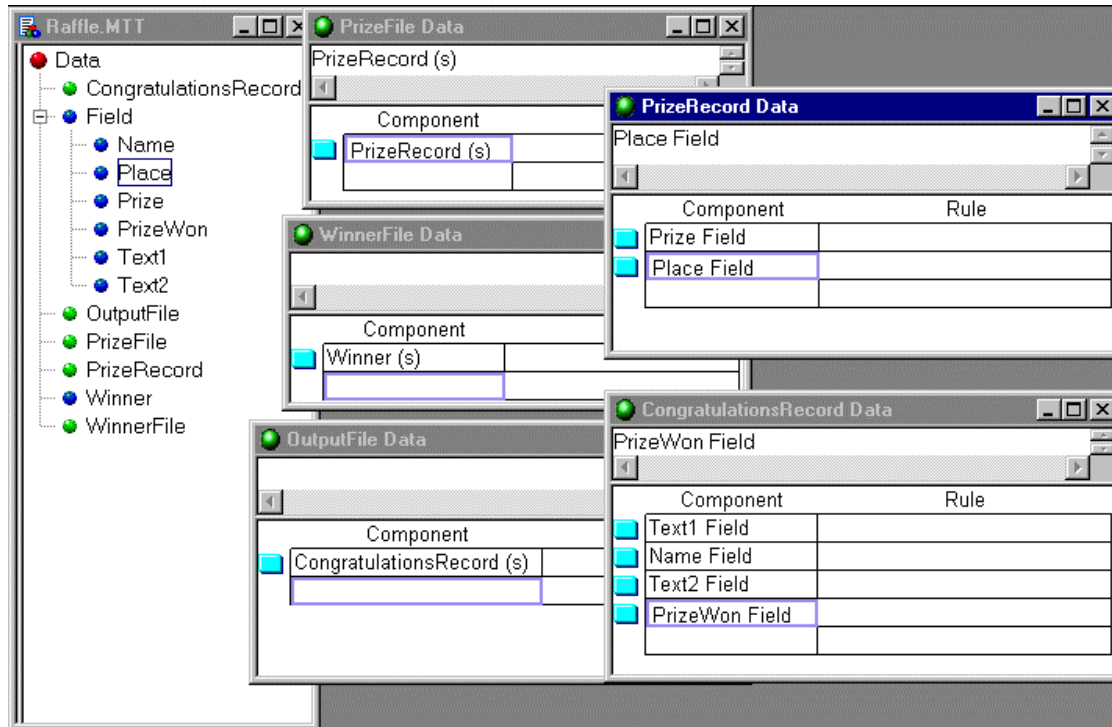 Raffle.MTT
Data
CongratulationsRecord
Field
Name
Place
Prize
PrizeWon
Text1
Text2
OutputFile
PrizeFile
PrizeRecord
Winner
WinnerFile
PrizeFile Data
PrizeRecord (s)
Component
PrizeRecord (s)
WinnerFile Data
Component
Winner (s)
OutputFile Data
Component
CongratulationsRecord (s)
PrizeRecord Data
Place Field
Component Rule
Prize Field
Place Field
CongratulationsRecord Data
PrizeWon Field
Component Rule
Text1 Field
Name Field
Text2 Field
PrizeWon Field